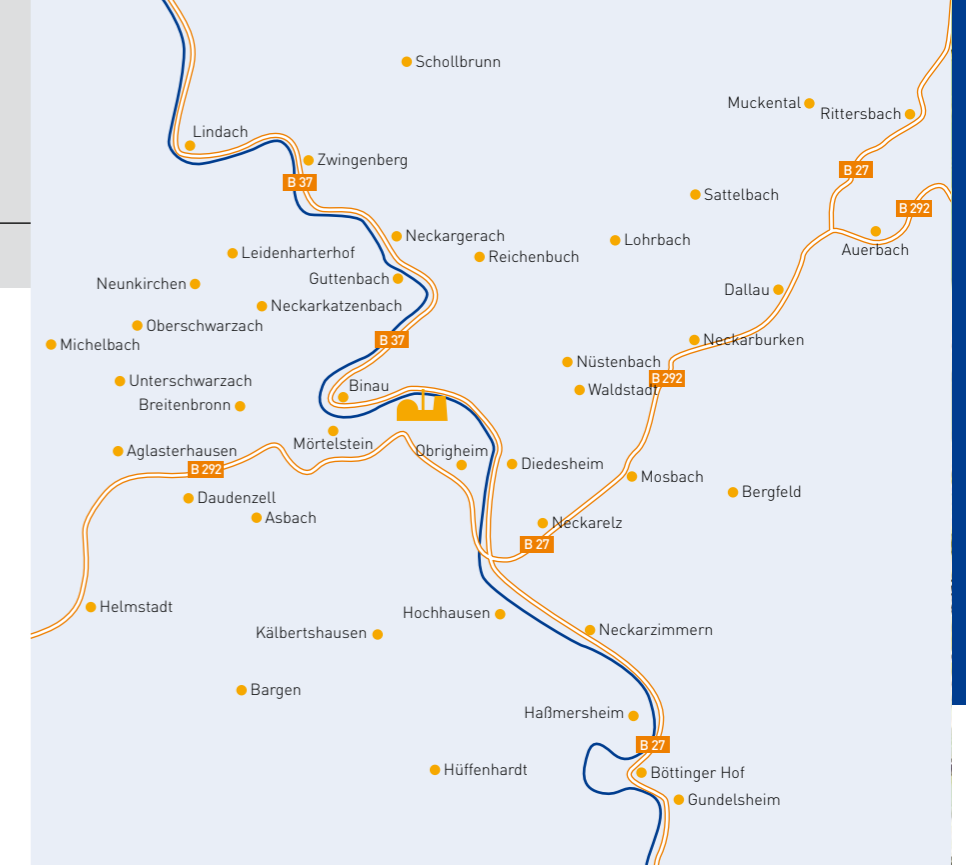 Schollbrunn
Muckental
Rittersbach
Lindach
Zwingenberg
B 27
B 37
Sattelbach
B 292
Neckargerach
Lohrbach
Auerbach
Leidenharterhof
Reichenbuch
Guttenbach
Neunkirchen
Dallau
Neckarkatzenbach
Oberschwarzach
B 37
Neckarburken
Michelbach
Nüstenbach
B 292
Unterschwarzach
Binau
Waldstadt
Breitenbronn
Mörtelstein
Aglasterhausen
Obrigheim
Diedesheim
B 292
Mosbach
Bergfeld
Daudenzell
Asbach
Neckarelz
B 27
Helmstadt
Hochhausen
Kälbertshausen
Neckarzimmern
Bargen
Haßmersheim
B 27
Hüffenhardt
Böttinger Hof
Gundelsheim